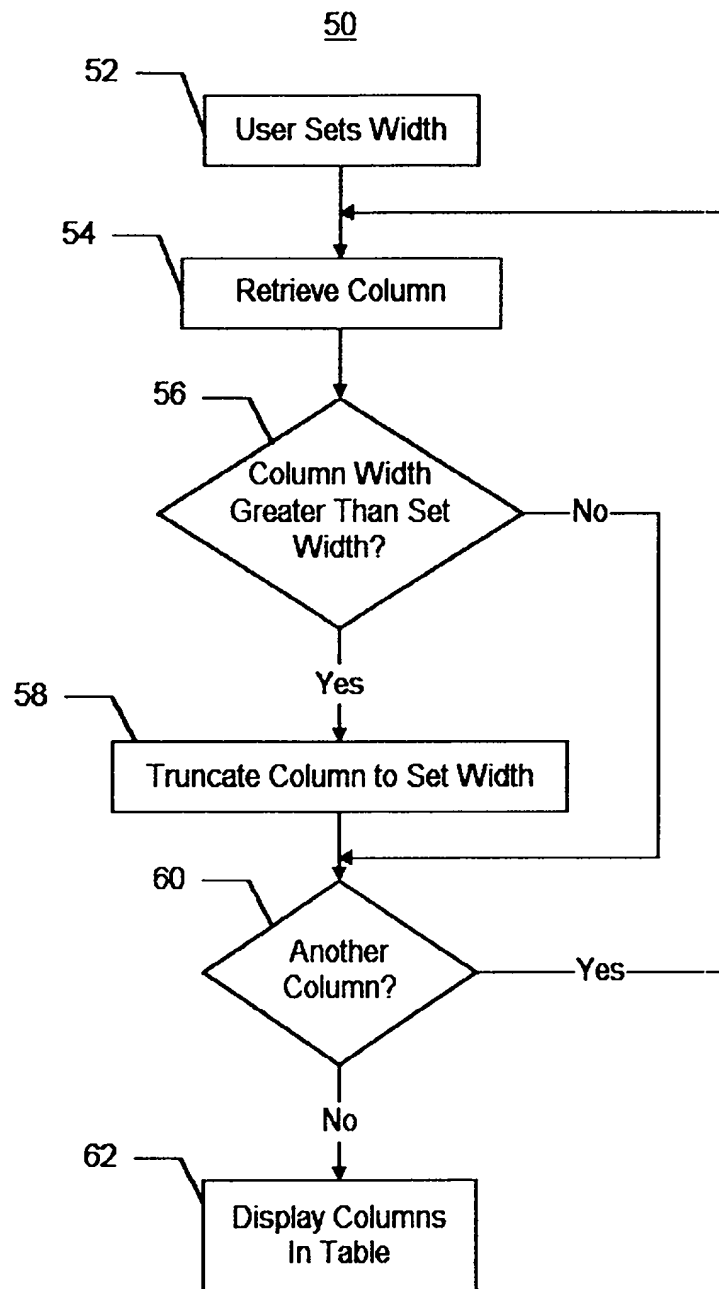 50
52
User Sets Width
54
Retrieve Column
56
Column Width
Greater Than Set
Width?
No
Yes
58
Truncate Column to Set Width
60
Another
Column?
Yes
No
62
Display Columns
In Table